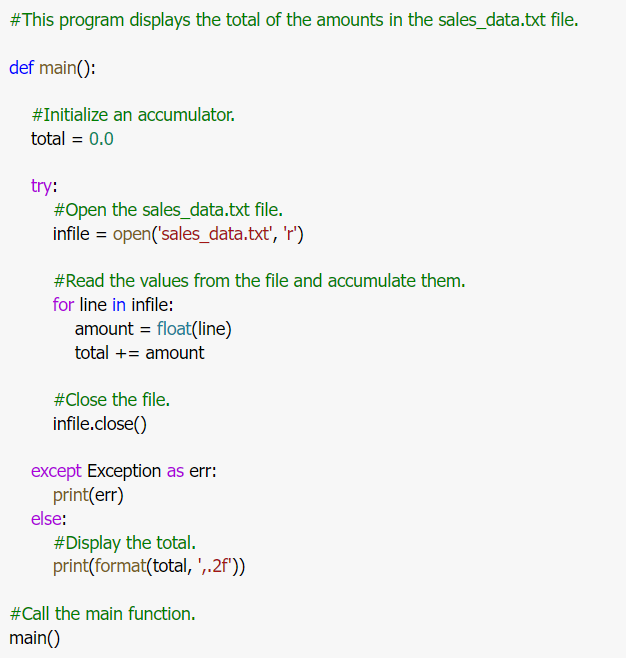 #This program displays the total of the amounts in the sales_data.txt file.
def main():
#Initialize an accumulator.
total = 0.0
try:
#Open the sales_data.txt file.
infile = open('sales_data.txt', 'r')
#Read the values from the file and accumulate them.
for line in infile:
amount = float(line)
total += amount
#Close the file.
infile.close()
except Exception as err:
print(err)
else:
#Display the total.
print(format(total, ',.2f'))
#Call the main function.
main()